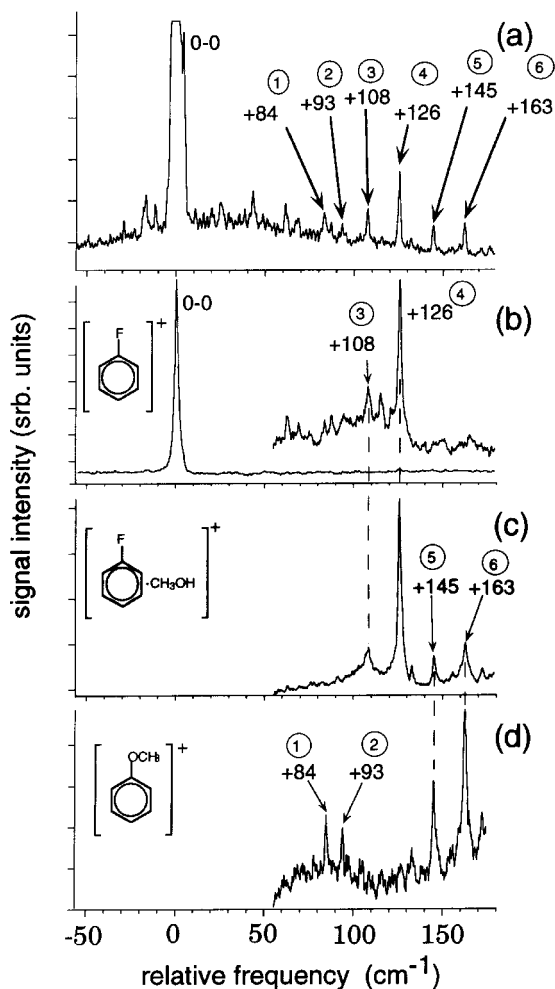 (a)
0-0
① ② ③ ④ ⑤ ⑥
+84 +93 +108 +126 +145 +163
(b)
0-0
③ ④
+108 +126
[F]+
(c)
[F ·CH3OH]+
⑤ ⑥
+145 +163
(d)
[OCH3]+
① ②
+84 +93
signal intensity (srb. units)
-50 0 50 100 150
relative frequency (cm-1)